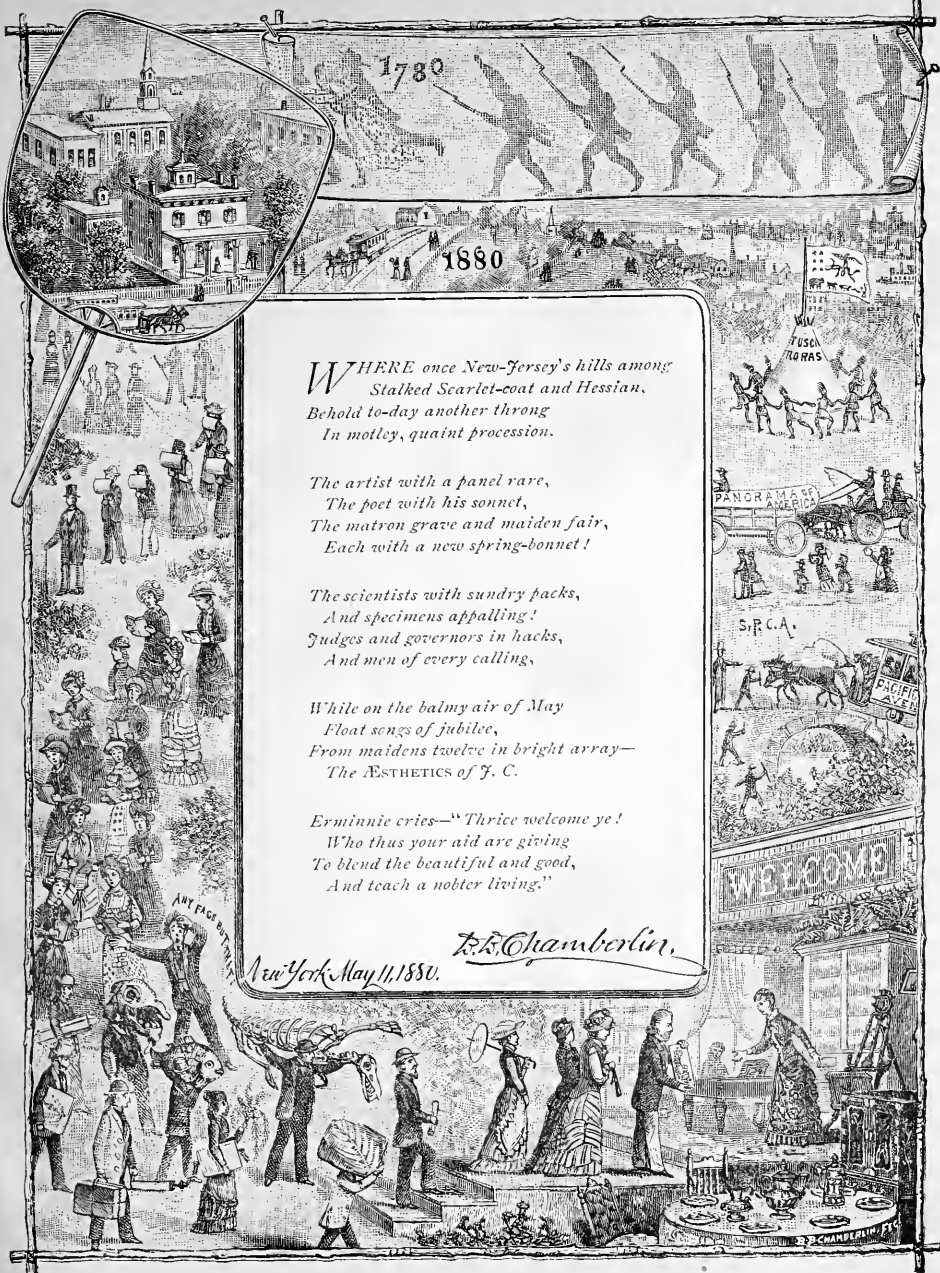 1780
1880
TUSCA
RORAS
PANORAMA OF
AMERICA
S.P.C.A.
PACIFIC
AVEN
WELCOME
WHERE once New-Jersey's hills among
Stalked Scarlet-coat and Hessian,
Behold to-day another throng
In motley, quaint procession.
The artist with a panel rare,
The poet with his sonnet,
The matron grave and maiden fair,
Each with a new spring-bonnet!
The scientists with sundry packs,
And specimens appalling!
Judges and governors in hacks,
And men of every calling,
While on the balmy air of May
Float songs of jubilee,
From maidens twelve in bright array—
The ÆSTHETICS of J. C.
Erminnie cries—"Thrice welcome ye!
Who thus your aid are giving
To blend the beautiful and good,
And teach a nobler living."
B. B. Chamberlin.
New York May 11, 1880.
ANY FACE BUT THAT
B. B. CHAMBERLIN. FEC